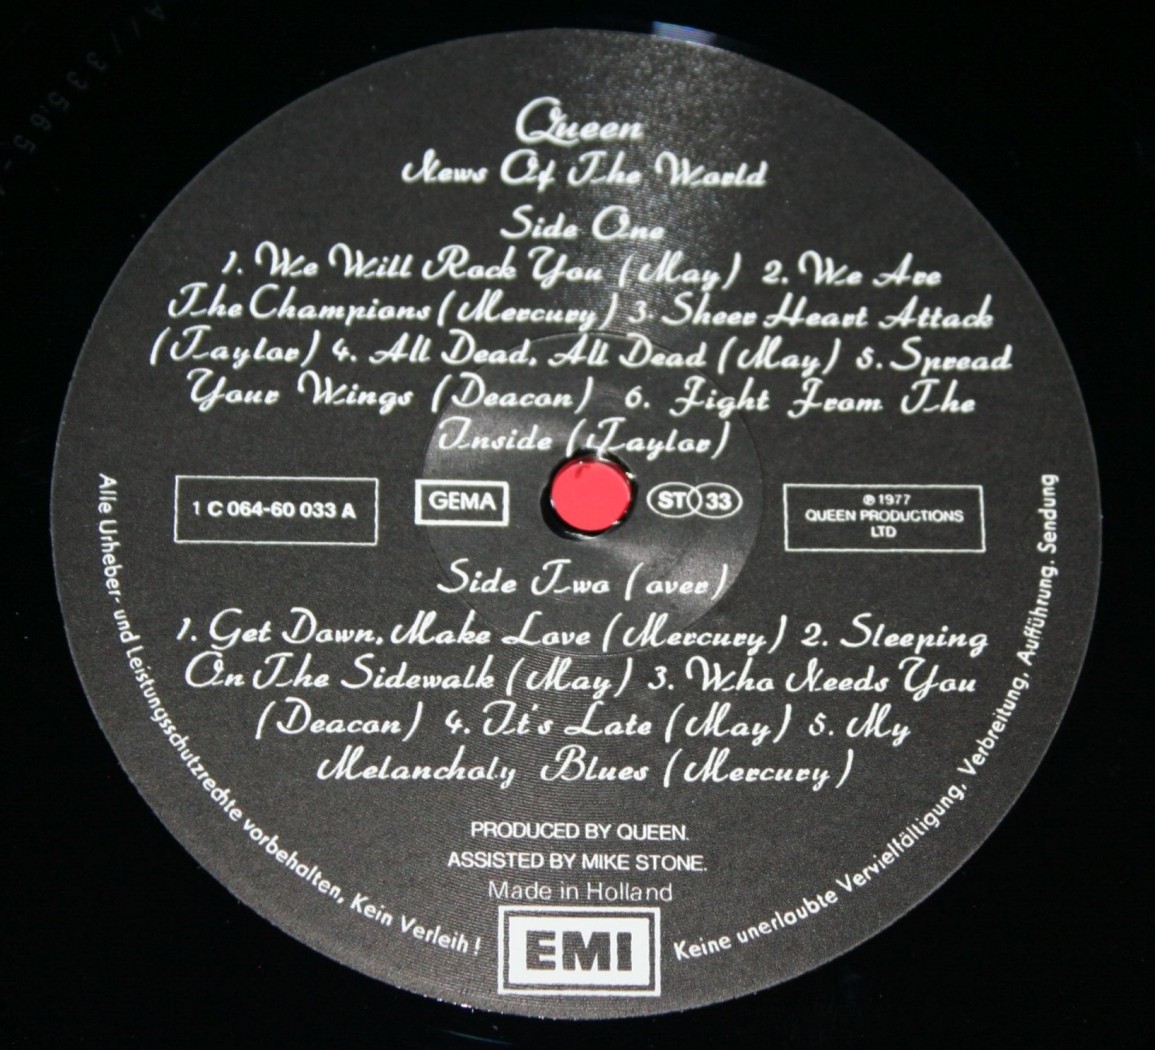 Queen
News Of The World
Side One
1. We Will Rock You (May) 2. We Are
The Champions (Mercury) 3. Sheer Heart Attack
(Taylor) 4. All Dead, All Dead (May) 5. Spread
Your Wings (Deacon) 6. Fight From The
Inside (Taylor)
1 C 064-60 033 A
GEMA
ST 33
℗ 1977
QUEEN PRODUCTIONS
LTD
Side Two (over)
1. Get Down, Make Love (Mercury) 2. Sleeping
On The Sidewalk (May) 3. Who Needs You
(Deacon) 4. It's Late (May) 5. My
Melancholy Blues (Mercury)
PRODUCED BY QUEEN.
ASSISTED BY MIKE STONE.
Made in Holland
EMI
Alle Urheber- und Leistungsschutzrechte vorbehalten, Kein Verleih!
Keine unerlaubte Vervielfältigung, Verbreitung, Aufführung. Sendung